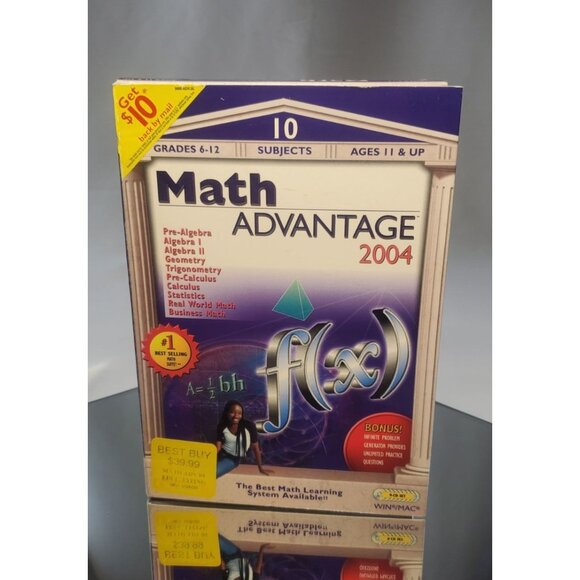 Get
$10
back by mail
10
GRADES 6-12
SUBJECTS
AGES 11 & UP
Math
ADVANTAGE
2004
Pre-Algebra
Algebra I
Algebra II
Geometry
Trigonometry
Pre-Calculus
Calculus
Statistics
Real World Math
Business Math
f(x)
#1
BEST SELLING
MATH
A=½bh
BONUS!
INFINITE PROBLEM
GENERATOR PROVIDES
UNLIMITED PRACTICE
QUESTIONS
BEST BUY
$39.99
The Best Math Learning
System Available!!
WIN®/MAC®